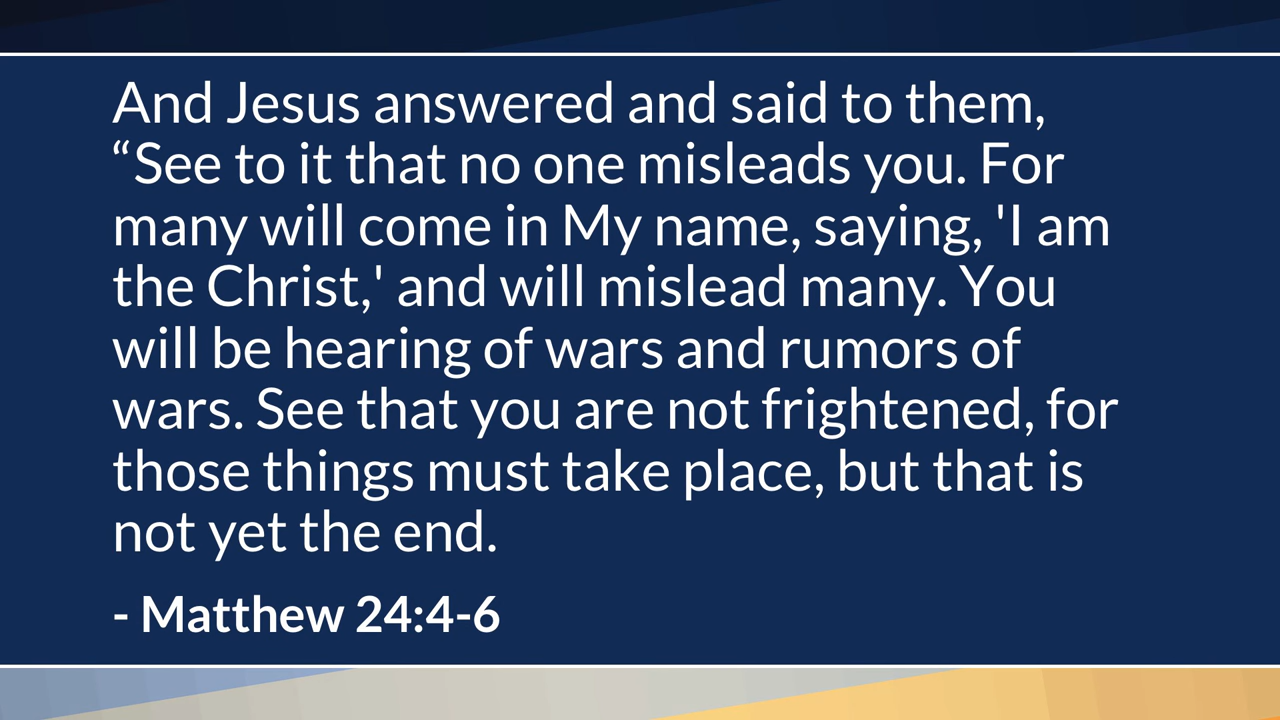 And Jesus answered and said to them,
“See to it that no one misleads you. For
many will come in My name, saying, 'I am
the Christ,' and will mislead many. You
will be hearing of wars and rumors of
wars. See that you are not frightened, for
those things must take place, but that is
not yet the end.
- Matthew 24:4-6